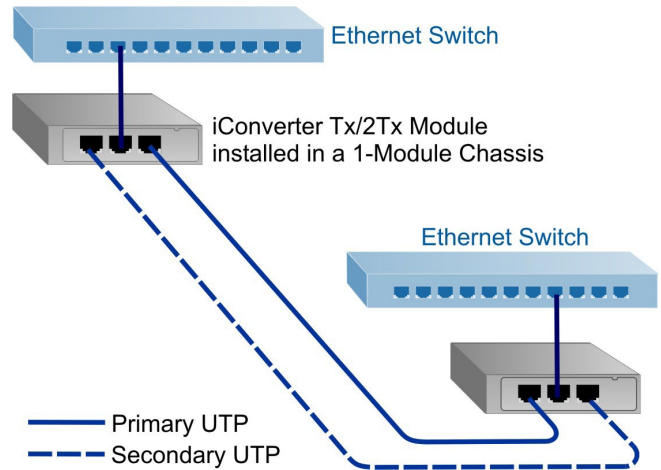 Ethernet Switch
iConverter Tx/2Tx Module
installed in a 1-Module Chassis
Ethernet Switch
Primary UTP
Secondary UTP